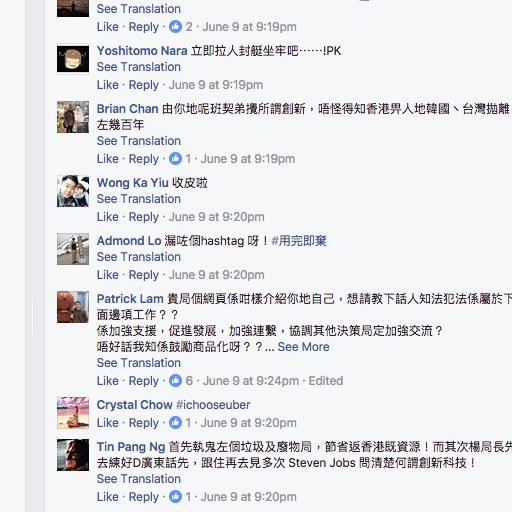 See Translation
Like · Reply · 2 · June 9 at 9:19pm
Yoshitomo Nara 立即拉人封艇坐牢吧⋯⋯!PK
See Translation
Like · Reply · June 9 at 9:19pm
Brian Chan 由你地呢班契弟攪所謂創新，唔怪得知香港畀人地韓國、台灣拋離
左幾百年
See Translation
Like · Reply · 1 · June 9 at 9:19pm
Wong Ka Yiu 收皮啦
See Translation
Like · Reply · June 9 at 9:20pm
Admond Lo 漏咗個hashtag 呀！#用完即棄
See Translation
Like · Reply · June 9 at 9:20pm
Patrick Lam 貴局個網頁係咁樣介紹你地自己，想請教下話人知法犯法係屬於下
面邊項工作？？
係加強支援，促進發展，加強連繫，協調其他決策局定加強交流？
唔好話我知係鼓勵商品化呀？？... See More
See Translation
Like · Reply · 6 · June 9 at 9:24pm · Edited
Crystal Chow #ichooseuber
Like · Reply · 1 · June 9 at 9:20pm
Tin Pang Ng 首先執鬼左個垃圾及廢物局，節省返香港既資源！而其次楊局長先
去練好D廣東話先，跟住再去見多次 Steven Jobs 問清楚何謂創新科技！
See Translation
Like · Reply · 1 · June 9 at 9:20pm